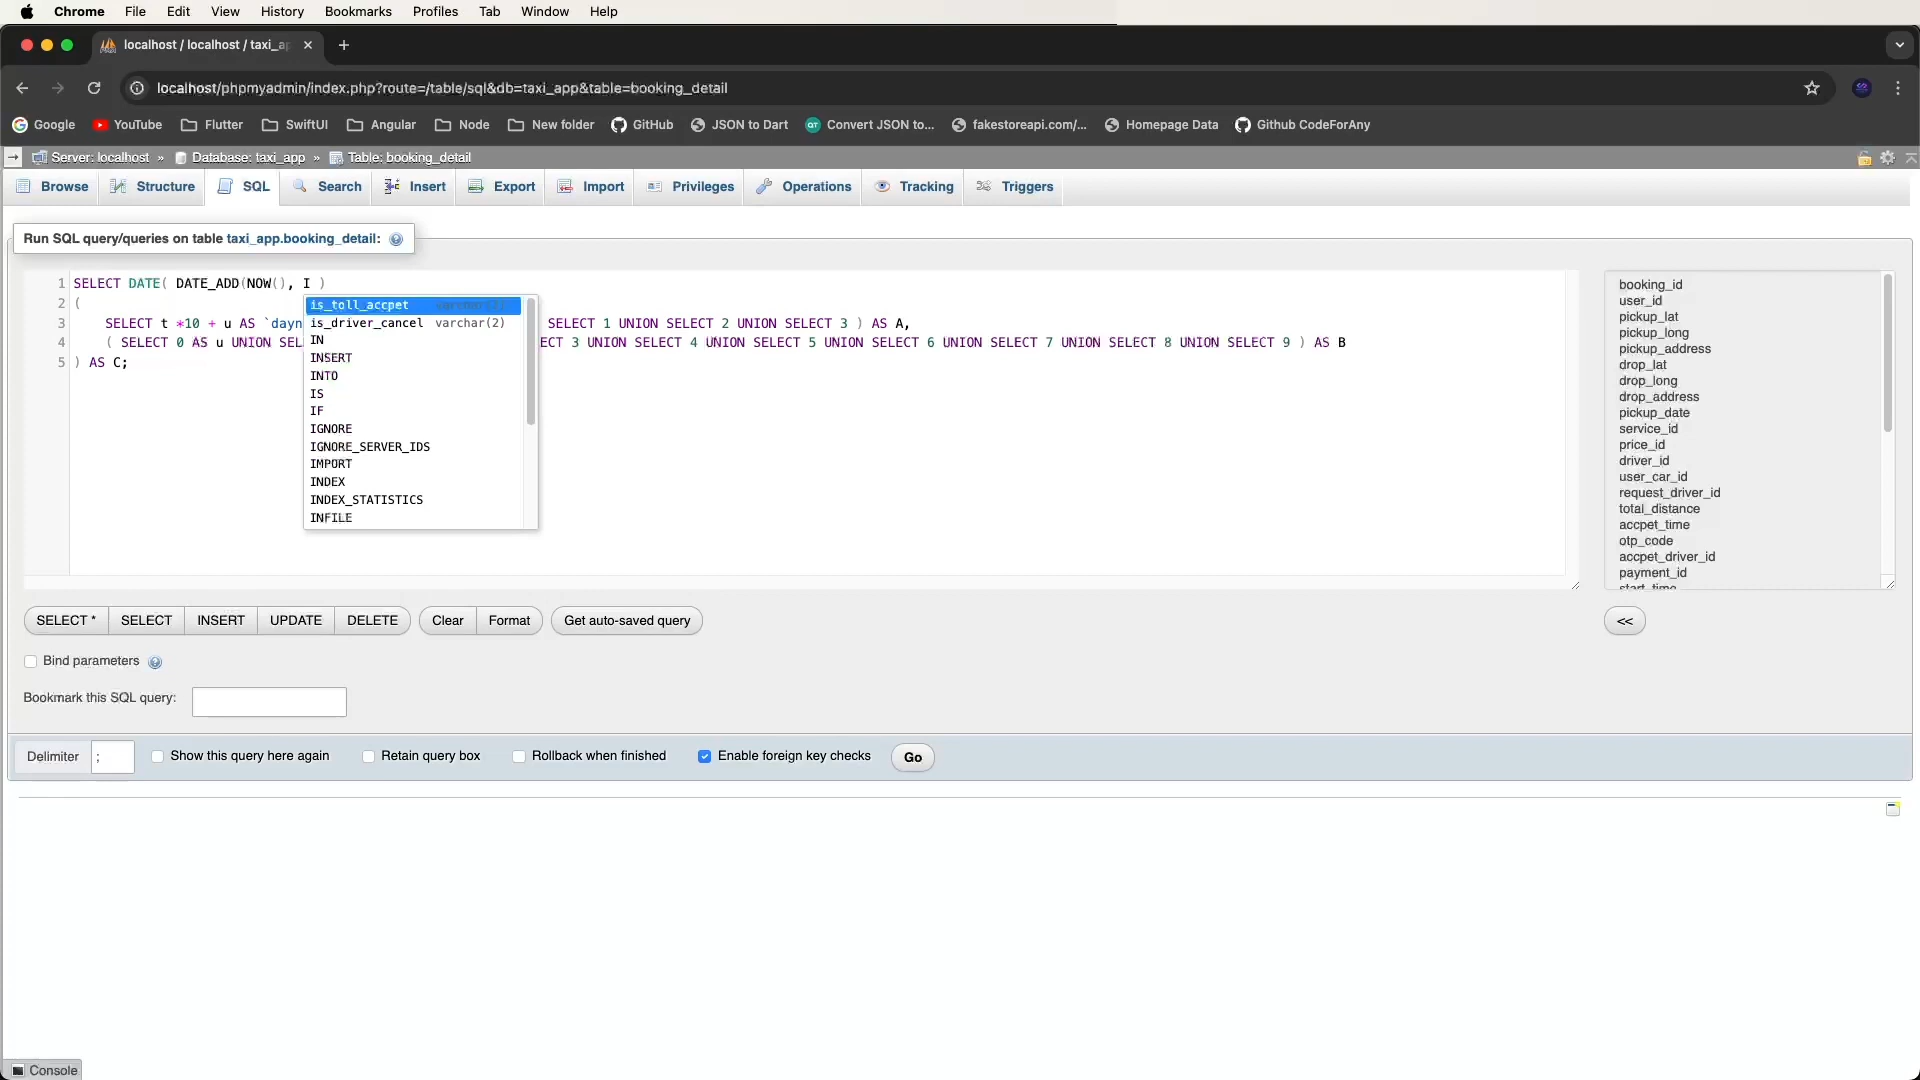 Chrome File Edit View History Bookmarks Profiles Tab Window Help
localhost / localhost / taxi_ap
localhost/phpmyadmin/index.php?route=/table/sql&db=taxi_app&table=booking_detail
Google YouTube Flutter SwiftUI Angular Node New folder GitHub JSON to Dart Convert JSON to... fakestoreapi.com/... Homepage Data Github CodeForAny
Server: localhost » Database: taxi_app » Table: booking_detail
Browse Structure SQL Search Insert Export Import Privileges Operations Tracking Triggers
Run SQL query/queries on table taxi_app.booking_detail:
1 SELECT DATE( DATE_ADD(NOW(), I )
2 (
3 SELECT t *10 + u AS `dayn SELECT 1 UNION SELECT 2 UNION SELECT 3 ) AS A,
4 ( SELECT 0 AS u UNION SEL ECT 3 UNION SELECT 4 UNION SELECT 5 UNION SELECT 6 UNION SELECT 7 UNION SELECT 8 UNION SELECT 9 ) AS B
5 ) AS C;
is_toll_accpet varchar(2)
is_driver_cancel varchar(2)
IN
INSERT
INTO
IS
IF
IGNORE
IGNORE_SERVER_IDS
IMPORT
INDEX
INDEX_STATISTICS
INFILE
booking_id
user_id
pickup_lat
pickup_long
pickup_address
drop_lat
drop_long
drop_address
pickup_date
service_id
price_id
driver_id
user_car_id
request_driver_id
total_distance
accpet_time
otp_code
accpet_driver_id
payment_id
start_time
SELECT * SELECT INSERT UPDATE DELETE Clear Format Get auto-saved query <<
Bind parameters
Bookmark this SQL query:
Delimiter ; Show this query here again Retain query box Rollback when finished Enable foreign key checks Go
Console